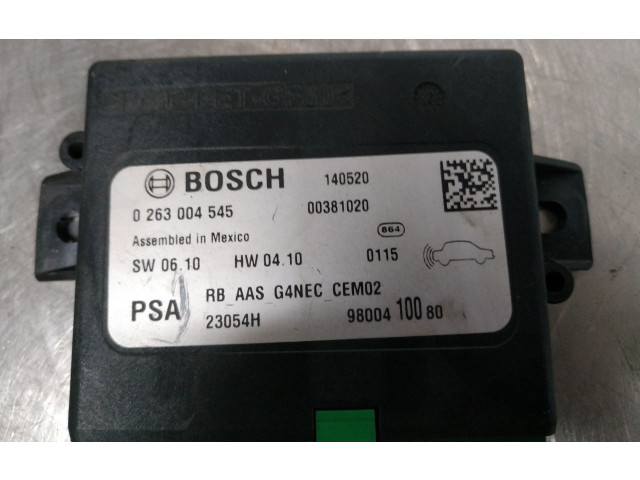 BOSCH 140520
0 263 004 545 00381020
Assembled in Mexico 864
SW 06.10 HW 04.10 0115
PSA RB_AAS_G4NEC_CEM02
23054H 98004 100 80